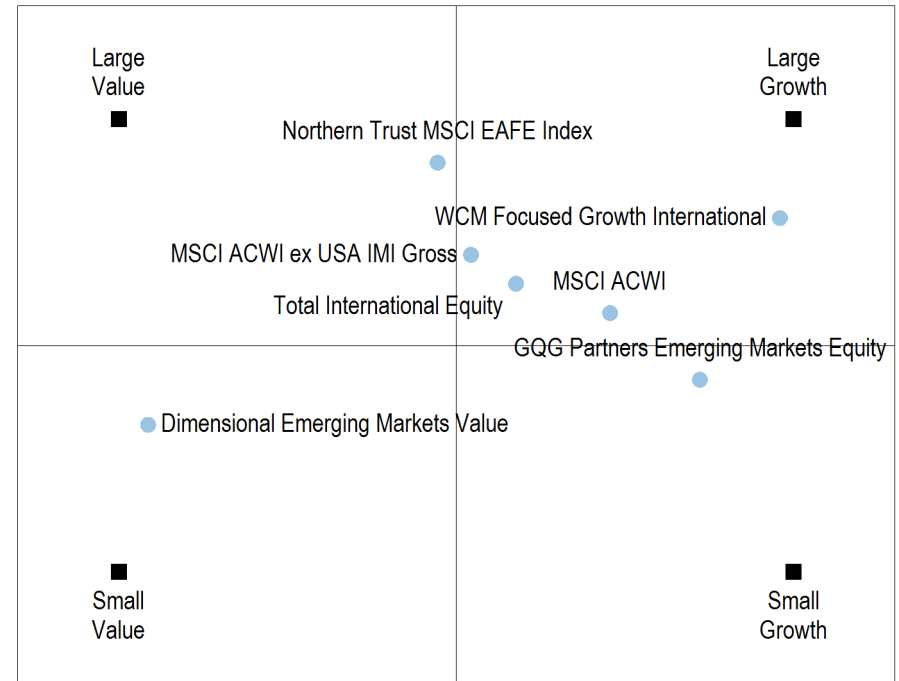 Large
Value
Large
Growth
Northern Trust MSCI EAFE Index
WCM Focused Growth International
MSCI ACWI ex USA IMI Gross
MSCI ACWI
Total International Equity
GQG Partners Emerging Markets Equity
Dimensional Emerging Markets Value
Small
Value
Small
Growth